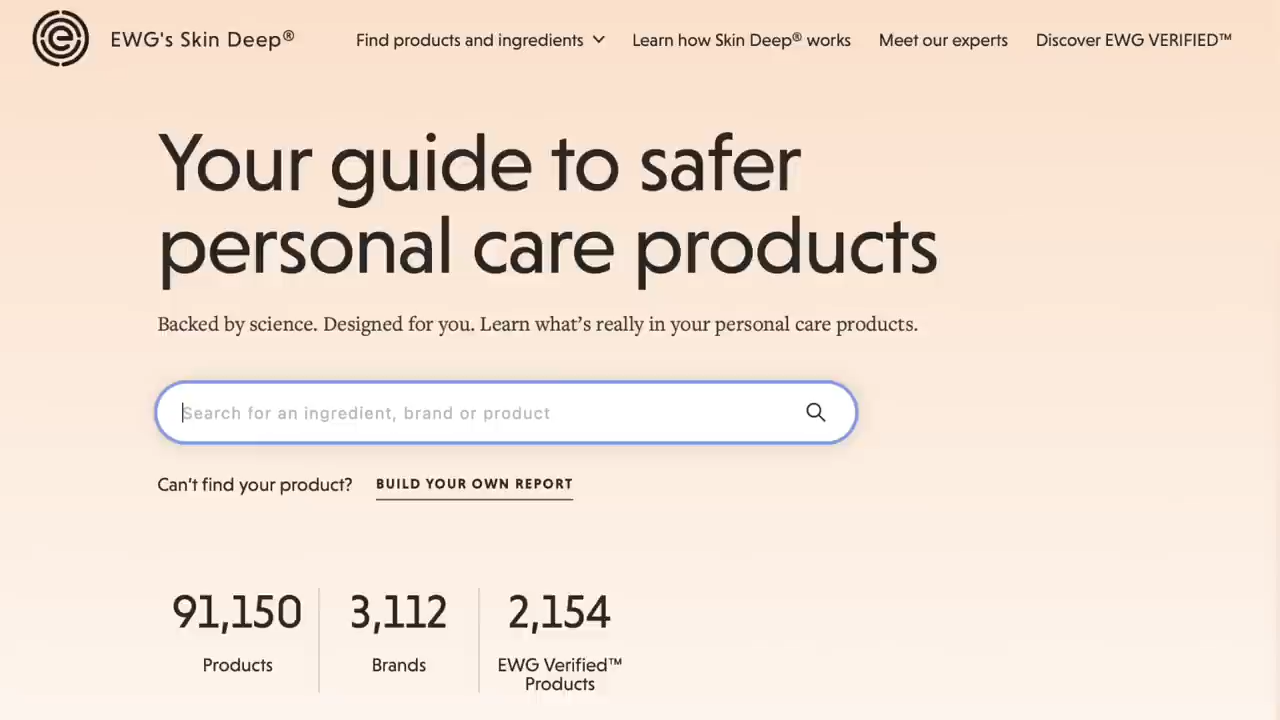 EWG's Skin Deep®
Find products and ingredients
Learn how Skin Deep® works
Meet our experts
Discover EWG VERIFIED™
Your guide to safer
personal care products
Backed by science. Designed for you. Learn what’s really in your personal care products.
Search for an ingredient, brand or product
Can't find your product?
BUILD YOUR OWN REPORT
91,150
Products
3,112
Brands
2,154
EWG Verified™
Products